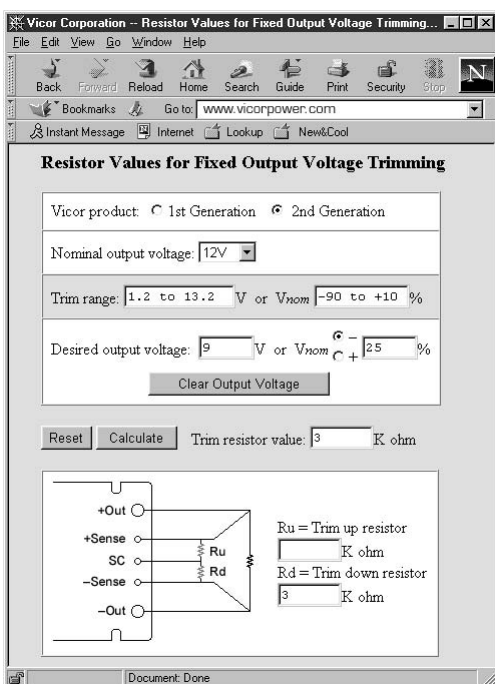 Vicor Corporation -- Resistor Values for Fixed Output Voltage Trimming...
File Edit View Go Window Help
Back Forward Reload Home Search Guide Print Security Stop
N
Bookmarks Go to: www.vicorpower.com
Instant Message Internet Lookup New&Cool
Resistor Values for Fixed Output Voltage Trimming
Vicor product: 1st Generation 2nd Generation
Nominal output voltage: 12V
Trim range: 1.2 to 13.2 V or Vnom -90 to +10 %
Desired output voltage: 9 V or Vnom − + 25 %
Clear Output Voltage
Reset Calculate Trim resistor value: 3 K ohm
+Out
+Sense
SC
−Sense
−Out
Ru
Rd
Ru = Trim up resistor
K ohm
Rd = Trim down resistor
3 K ohm
Document: Done